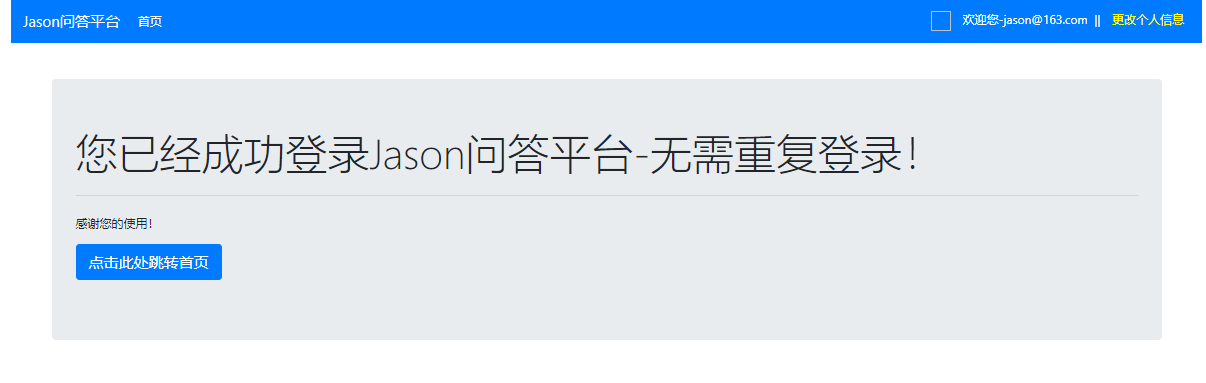 Jason问答平台 首页 欢迎您-jason@163.com || 更改个人信息
您已经成功登录Jason问答平台-无需重复登录！
感谢您的使用！
点击此处跳转首页